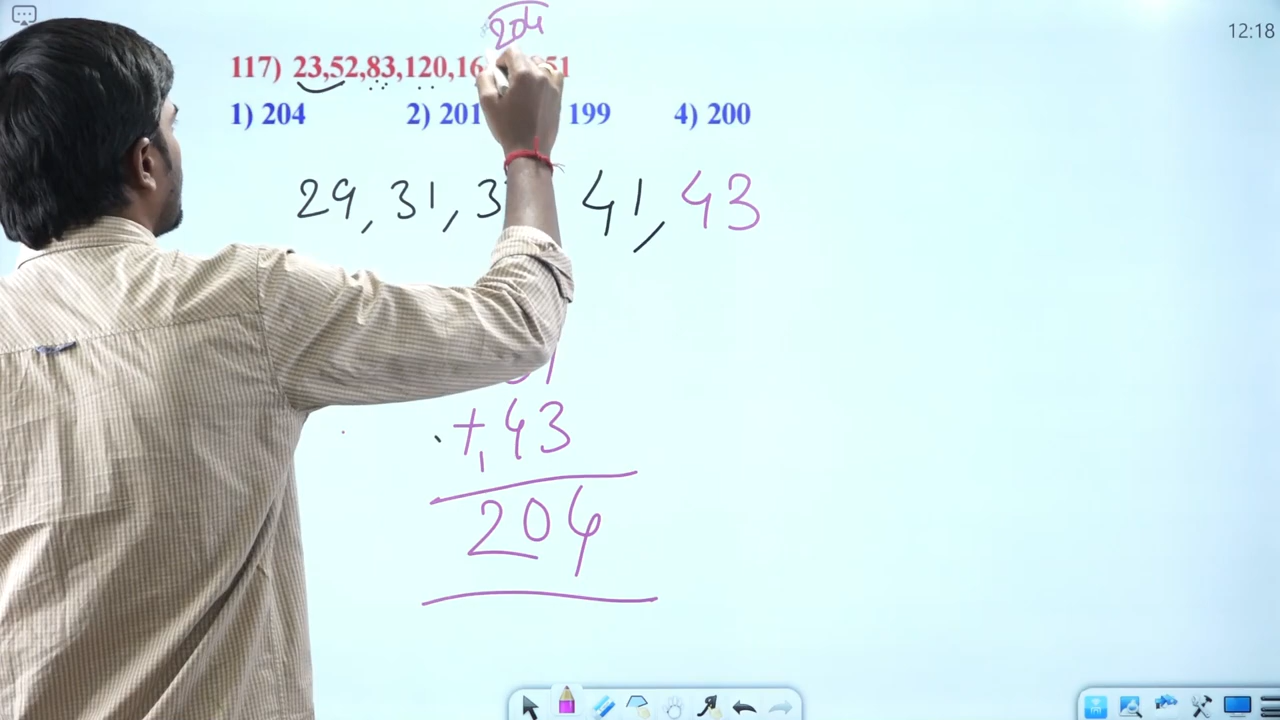 204
12:18
117) 23,52,83,120,16 51
1) 204 2) 201 199 4) 200
29, 31, 3 41, 43
+ 43
204